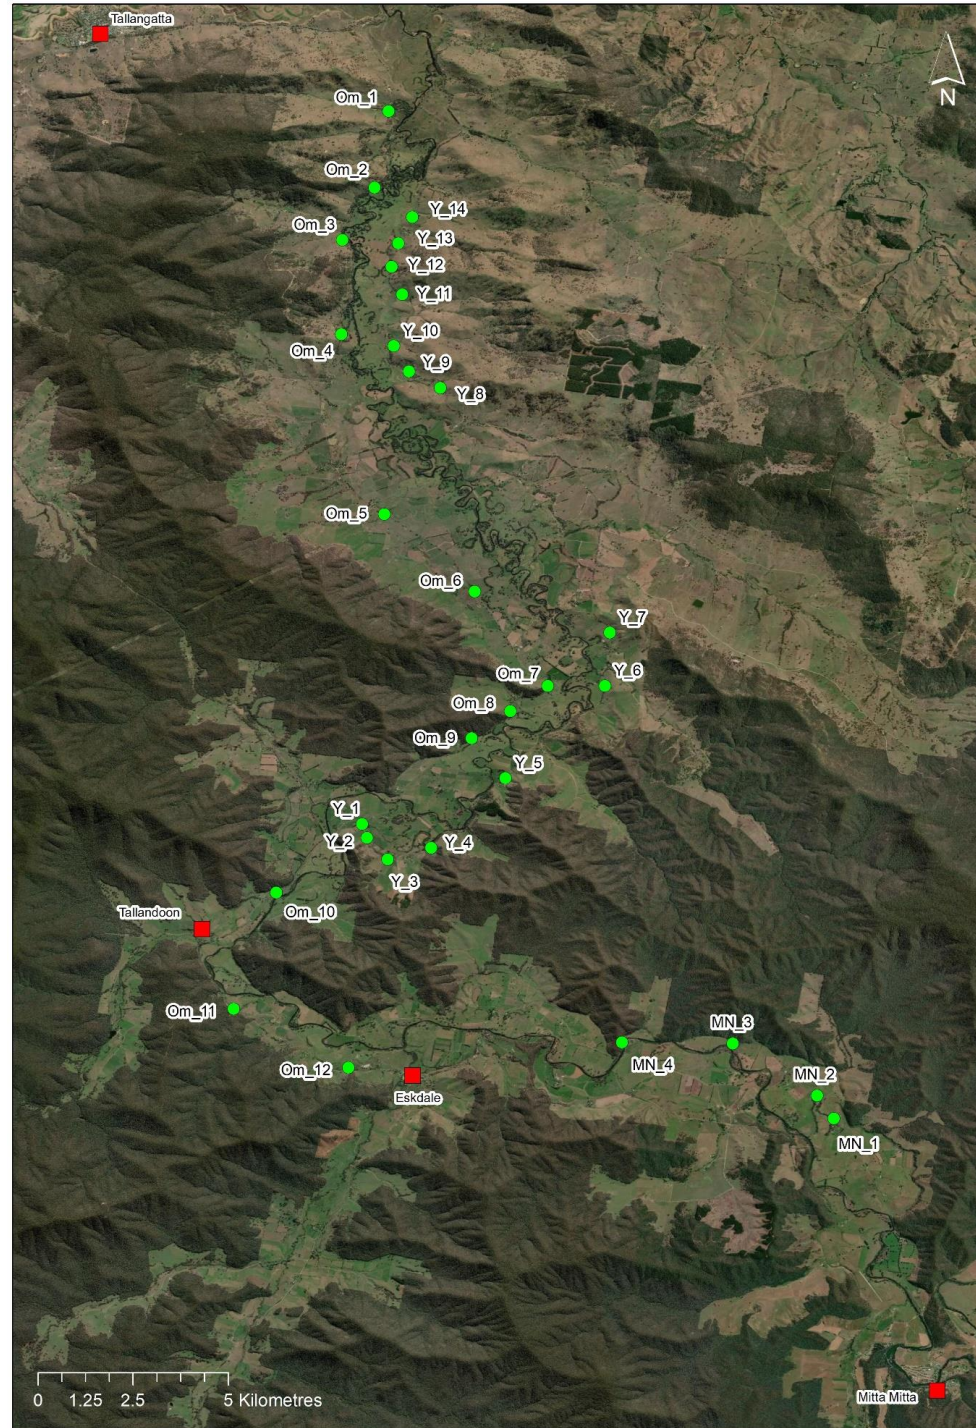 Tallangatta
N
Om_1
Om_2
Y_14
Om_3
Y_13
Y_12
Y_11
Y_10
Om_4
Y_9
Y_8
Om_5
Om_6
Y_7
Om_7
Y_6
Om_8
Om_9
Y_5
Y_1
Y_2
Y_4
Y_3
Om_10
Tallandoon
Om_11
MN_3
MN_4
Om_12
MN_2
Eskdale
MN_1
Mitta Mitta
0 1.25 2.5 5 Kilometres